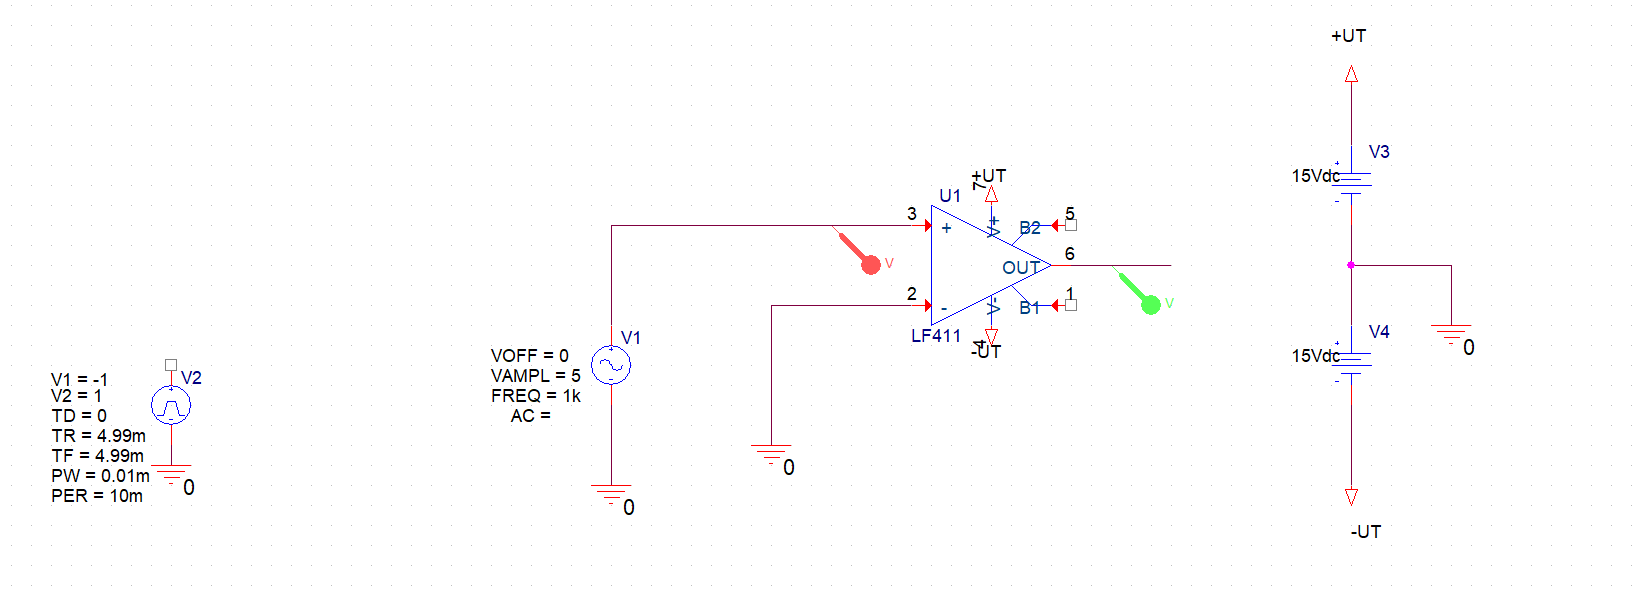 +UT
V3
15Vdc
+UT
7
U1
3
+
V+
B2
5
V
OUT
6
V
2
-
V-
B1
1
LF411
4
-UT
V1
VOFF = 0
VAMPL = 5
FREQ = 1k
AC =
0
0
V2
V1 = -1
V2 = 1
TD = 0
TR = 4.99m
TF = 4.99m
PW = 0.01m
PER = 10m
0
V4
15Vdc
0
-UT